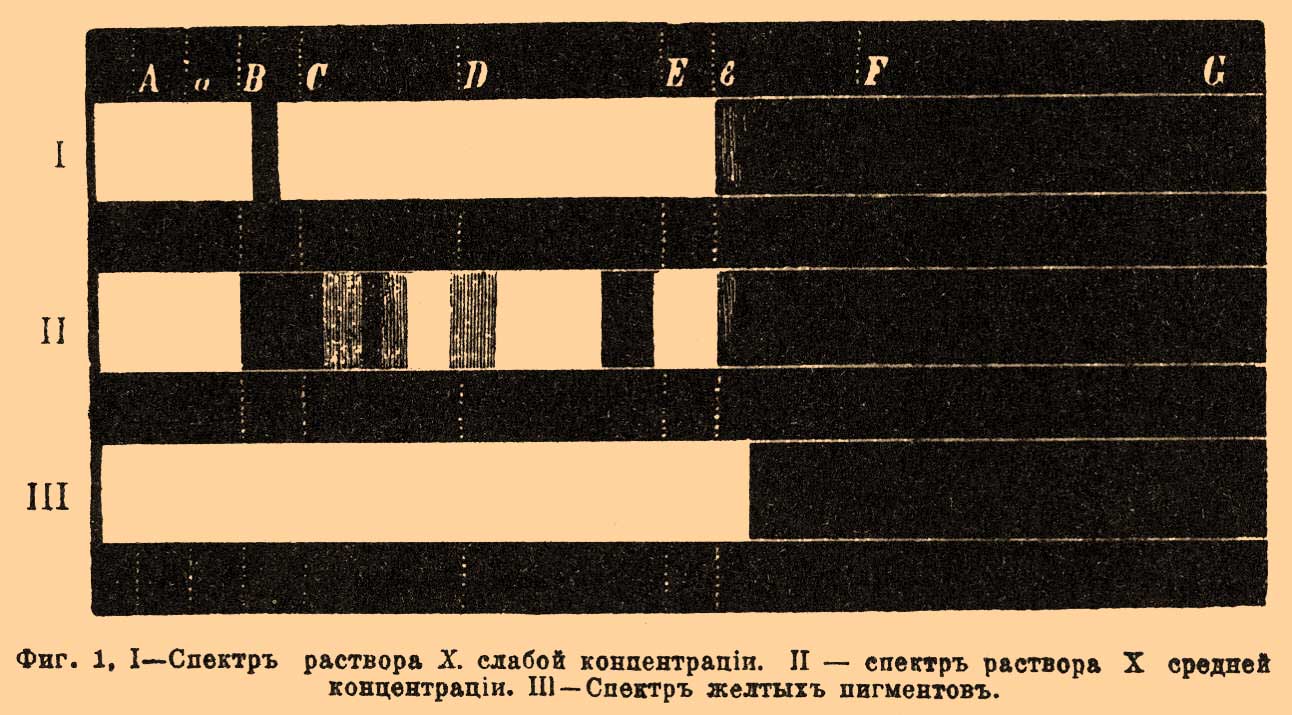 A a B C D E в F G
I
II
III
Фиг. 1, I—Спектръ раствора X. слабой концентраціи. II — спектръ раствора X средней
концентраціи. III—Спектръ желтыхъ пигментовъ.